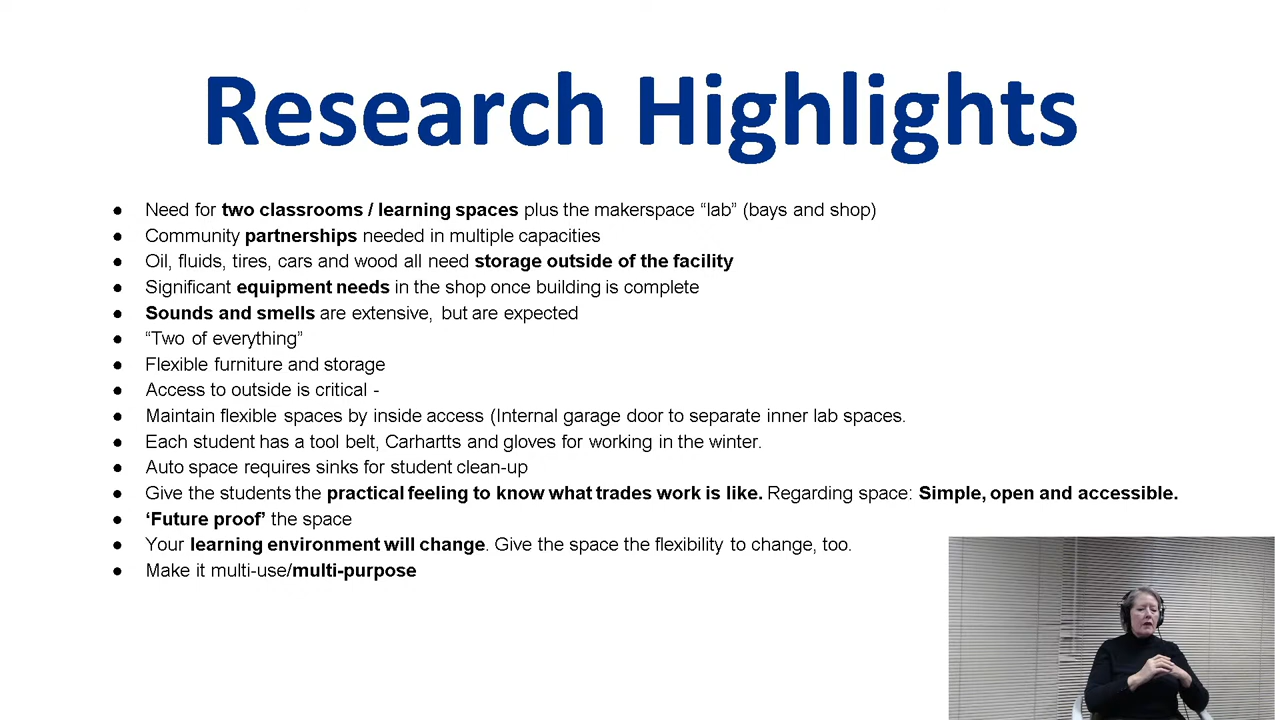 Research Highlights
● Need for two classrooms / learning spaces plus the makerspace “lab” (bays and shop)
● Community partnerships needed in multiple capacities
● Oil, fluids, tires, cars and wood all need storage outside of the facility
● Significant equipment needs in the shop once building is complete
● Sounds and smells are extensive, but are expected
● “Two of everything”
● Flexible furniture and storage
● Access to outside is critical -
● Maintain flexible spaces by inside access (Internal garage door to separate inner lab spaces.
● Each student has a tool belt, Carhartts and gloves for working in the winter.
● Auto space requires sinks for student clean-up
● Give the students the practical feeling to know what trades work is like. Regarding space: Simple, open and accessible.
● ‘Future proof’ the space
● Your learning environment will change. Give the space the flexibility to change, too.
● Make it multi-use/multi-purpose